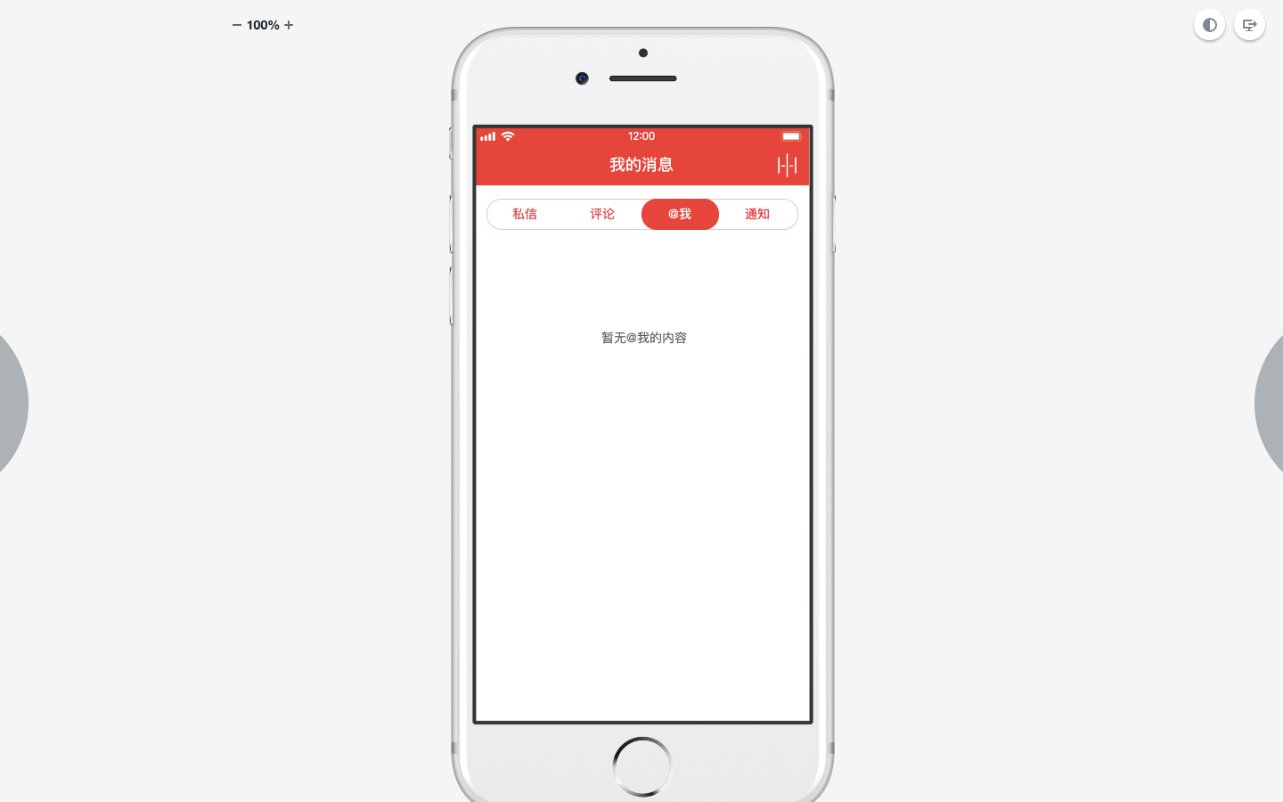 — 100% +
12:00
我的消息
私信 评论 @我 通知
暂无@我的内容